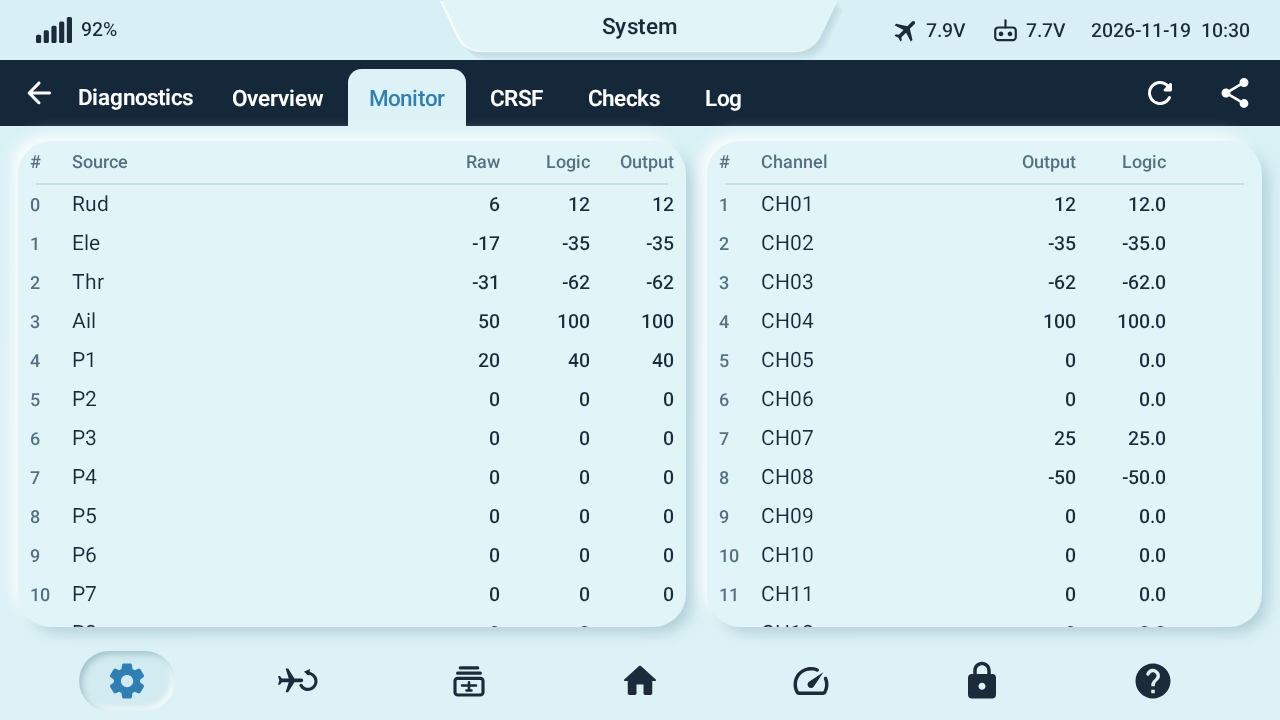 92%
System
7.9V
7.7V
2026-11-19 10:30
Diagnostics Overview Monitor CRSF Checks Log
# Source Raw Logic Output
0 Rud 6 12 12
1 Ele -17 -35 -35
2 Thr -31 -62 -62
3 Ail 50 100 100
4 P1 20 40 40
5 P2 0 0 0
6 P3 0 0 0
7 P4 0 0 0
8 P5 0 0 0
9 P6 0 0 0
10 P7 0 0 0
# Channel Output Logic
1 CH01 12 12.0
2 CH02 -35 -35.0
3 CH03 -62 -62.0
4 CH04 100 100.0
5 CH05 0 0.0
6 CH06 0 0.0
7 CH07 25 25.0
8 CH08 -50 -50.0
9 CH09 0 0.0
10 CH10 0 0.0
11 CH11 0 0.0